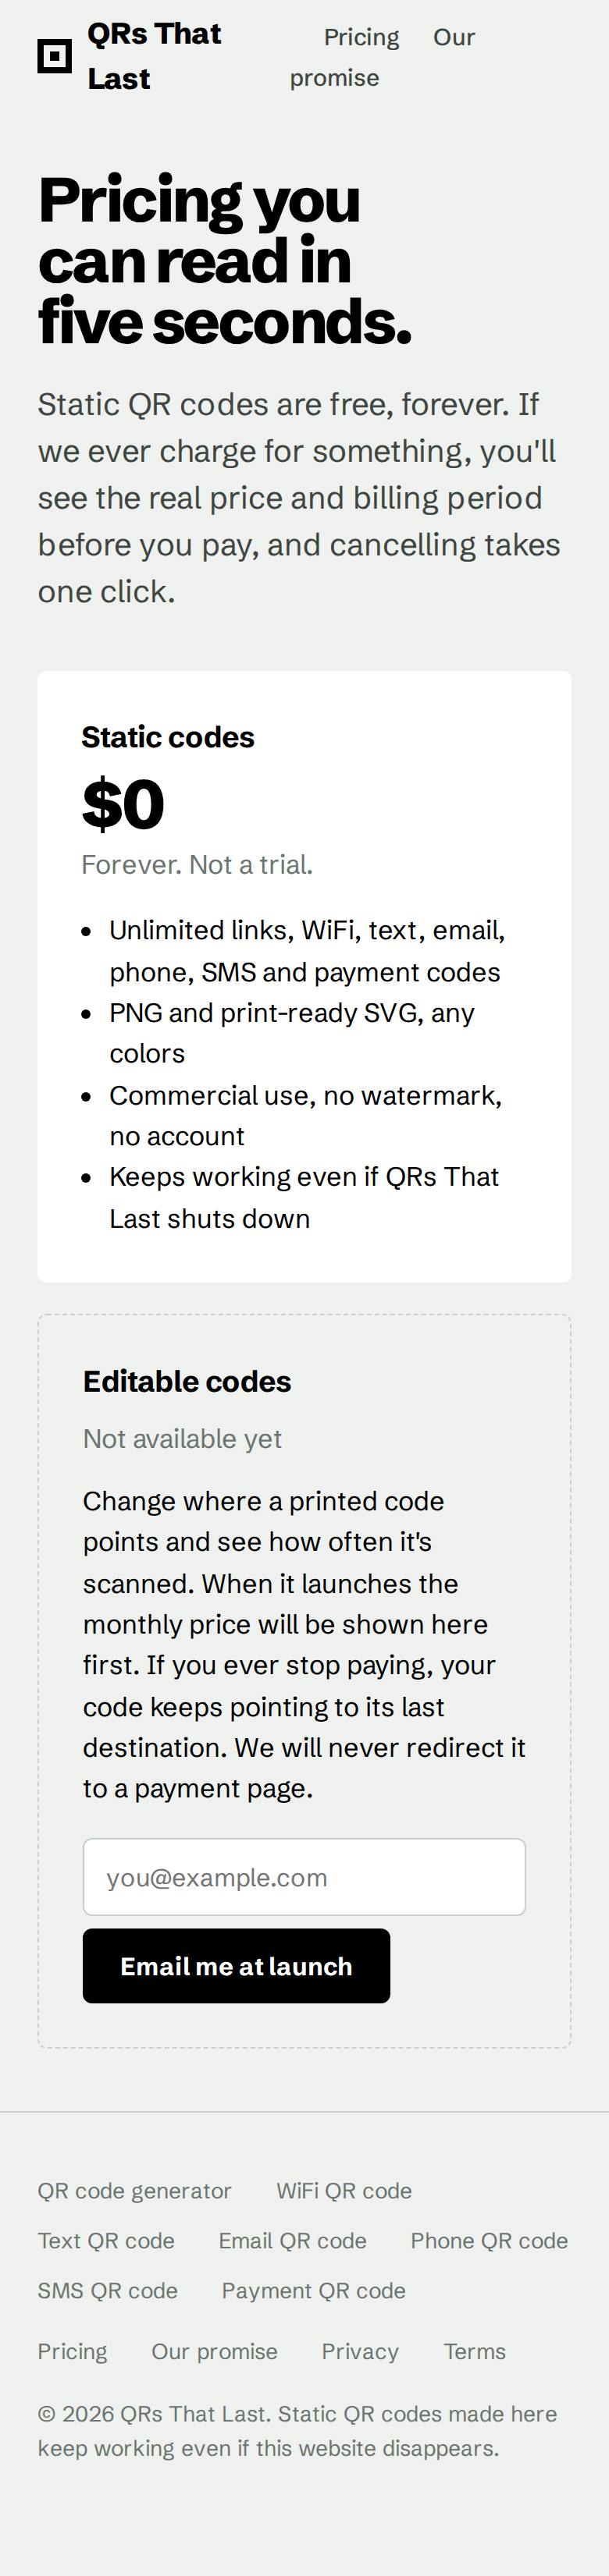 QRs That
Last
Pricing Our
promise
Pricing you
can read in
five seconds.
Static QR codes are free, forever. If
we ever charge for something, you'll
see the real price and billing period
before you pay, and cancelling takes
one click.
Static codes
$0
Forever. Not a trial.
• Unlimited links, WiFi, text, email,
phone, SMS and payment codes
• PNG and print-ready SVG, any
colors
• Commercial use, no watermark,
no account
• Keeps working even if QRs That
Last shuts down
Editable codes
Not available yet
Change where a printed code
points and see how often it's
scanned. When it launches the
monthly price will be shown here
first. If you ever stop paying, your
code keeps pointing to its last
destination. We will never redirect it
to a payment page.
you@example.com
Email me at launch
QR code generator WiFi QR code
Text QR code Email QR code Phone QR code
SMS QR code Payment QR code
Pricing Our promise Privacy Terms
© 2026 QRs That Last. Static QR codes made here
keep working even if this website disappears.